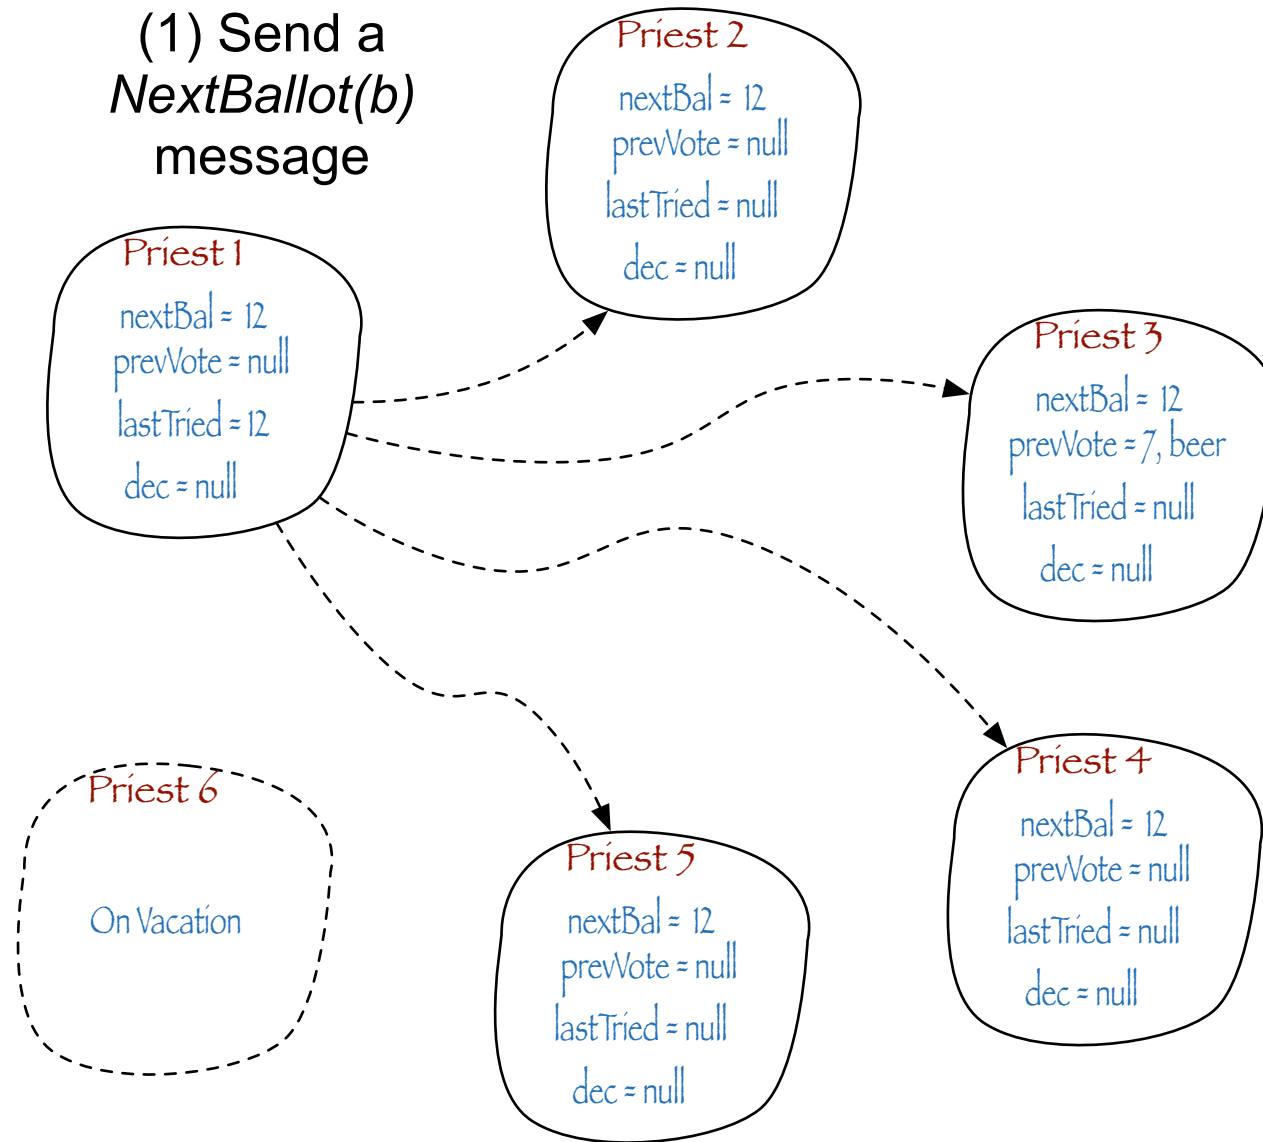 (1) Send a
NextBallot(b)
message
Priest 2
nextBal = 12
prevVote = null
lastTried = null
dec = null
Priest 1
nextBal = 12
prevVote = null
lastTried = 12
dec = null
Priest 3
nextBal = 12
prevVote = 7, beer
lastTried = null
dec = null
Priest 4
nextBal = 12
prevVote = null
lastTried = null
dec = null
Priest 6
On Vacation
Priest 5
nextBal = 12
prevVote = null
lastTried = null
dec = null